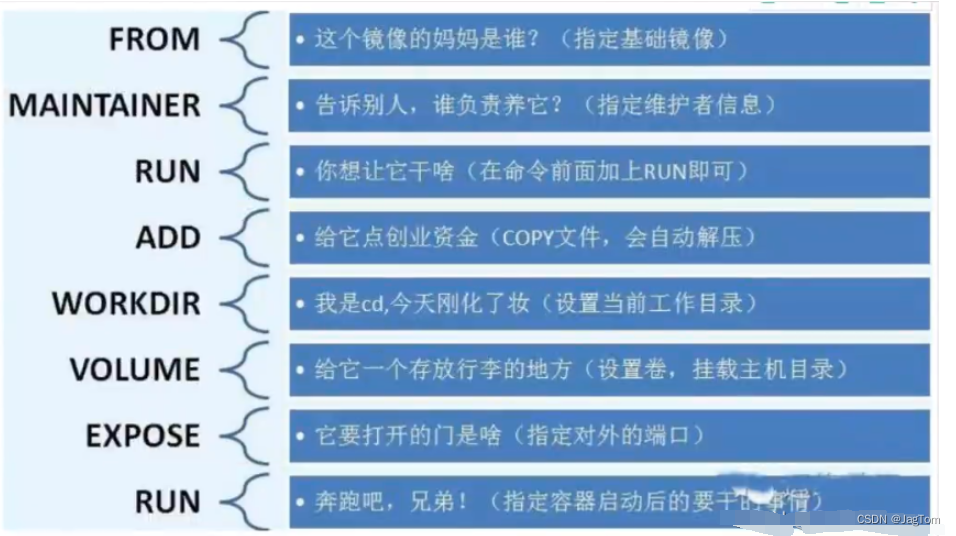 FROM
• 这个镜像的妈妈是谁？（指定基础镜像）
MAINTAINER
• 告诉别人，谁负责养它？（指定维护者信息）
RUN
• 你想让它干啥（在命令前面加上RUN即可）
ADD
• 给它点创业资金（COPY文件，会自动解压）
WORKDIR
• 我是cd,今天刚化了妆（设置当前工作目录）
VOLUME
• 给它一个存放行李的地方（设置卷，挂载主机目录）
EXPOSE
• 它要打开的门是啥（指定对外的端口）
RUN
• 奔跑吧，兄弟！（指定容器启动后的要干的事情）
CSDN @JagTom